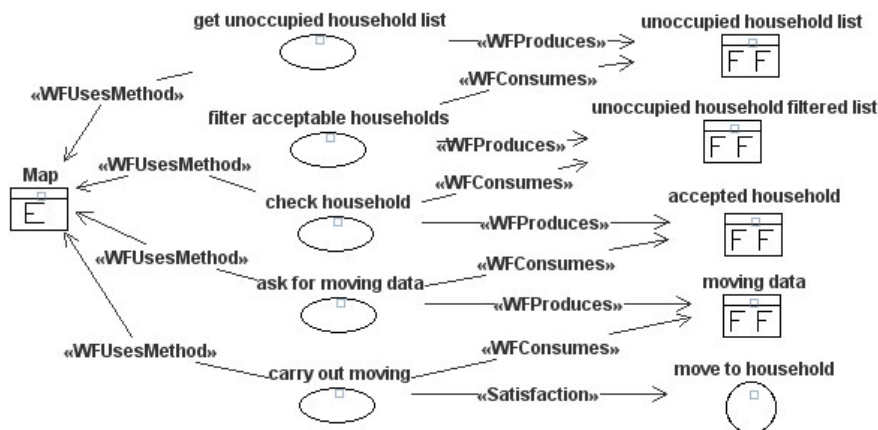 get unoccupied household list
«WFProduces»
unoccupied household list
F F
«WFUsesMethod»
«WFConsumes»
filter acceptable households
unoccupied household filtered list
«WFProduces»
F F
Map
E
«WFUsesMethod»
«WFConsumes»
check household
accepted household
«WFProduces»
F F
«WFUsesMethod»
«WFConsumes»
ask for moving data
moving data
«WFProduces»
F F
«WFUsesMethod»
«WFConsumes»
carry out moving
move to household
«Satisfaction»